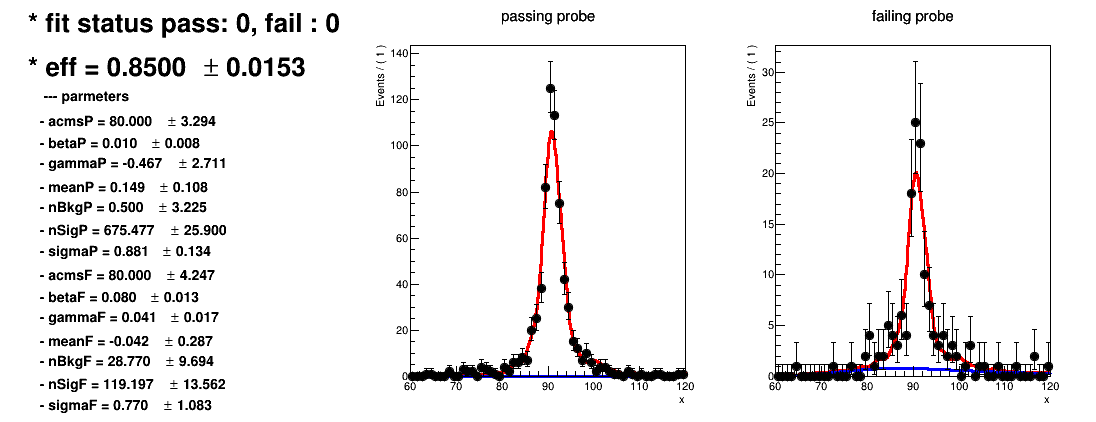 * fit status pass: 0, fail : 0
* eff = 0.8500 ± 0.0153
--- parmeters
- acmsP = 80.000 ± 3.294
- betaP = 0.010 ± 0.008
- gammaP = -0.467 ± 2.711
- meanP = 0.149 ± 0.108
- nBkgP = 0.500 ± 3.225
- nSigP = 675.477 ± 25.900
- sigmaP = 0.881 ± 0.134
- acmsF = 80.000 ± 4.247
- betaF = 0.080 ± 0.013
- gammaF = 0.041 ± 0.017
- meanF = -0.042 ± 0.287
- nBkgF = 28.770 ± 9.694
- nSigF = 119.197 ± 13.562
- sigmaF = 0.770 ± 1.083
passing probe
Events / ( 1 )
140
120
100
80
60
40
20
0
60 70 80 90 100 110 120
x
failing probe
Events / ( 1 )
30
25
20
15
10
5
0
60 70 80 90 100 110 120
x